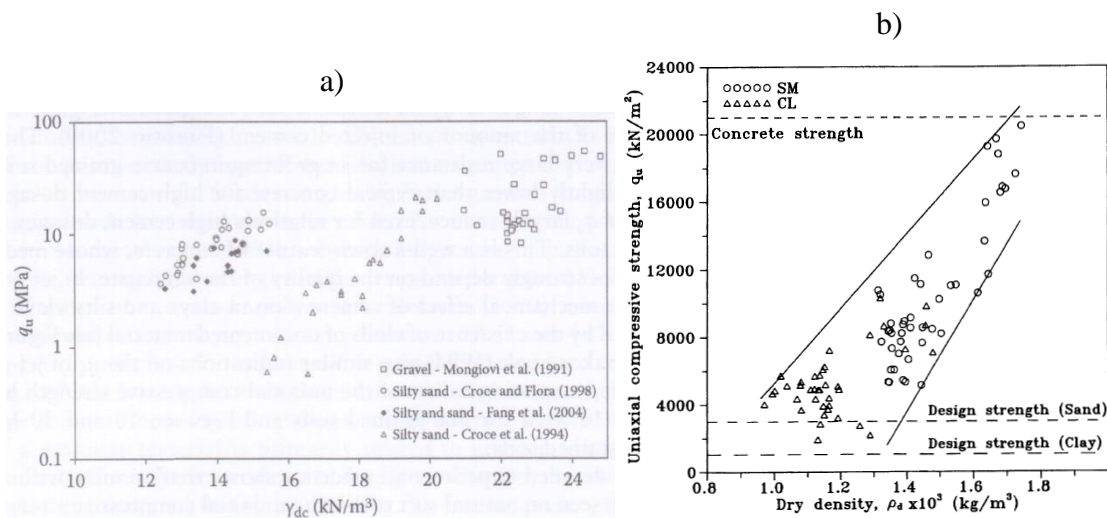 a)
100
10
1
0.1
q_u (MPa)
10
12
14
16
18
20
22
24
γ_dc (kN/m³)
Gravel - Mongiovì et al. (1991)
Silty sand - Croce and Flora (1998)
Silty and sand - Fang et al. (2004)
Silty sand - Croce et al. (1994)
b)
24000
20000
16000
12000
8000
4000
0
Uniaxial compressive strength, q_u (kN/m²)
SM
CL
Concrete strength
Design strength (Sand)
Design strength (Clay)
0.8
1.0
1.2
1.4
1.6
1.8
Dry density, ρ_d x10³ (kg/m³)